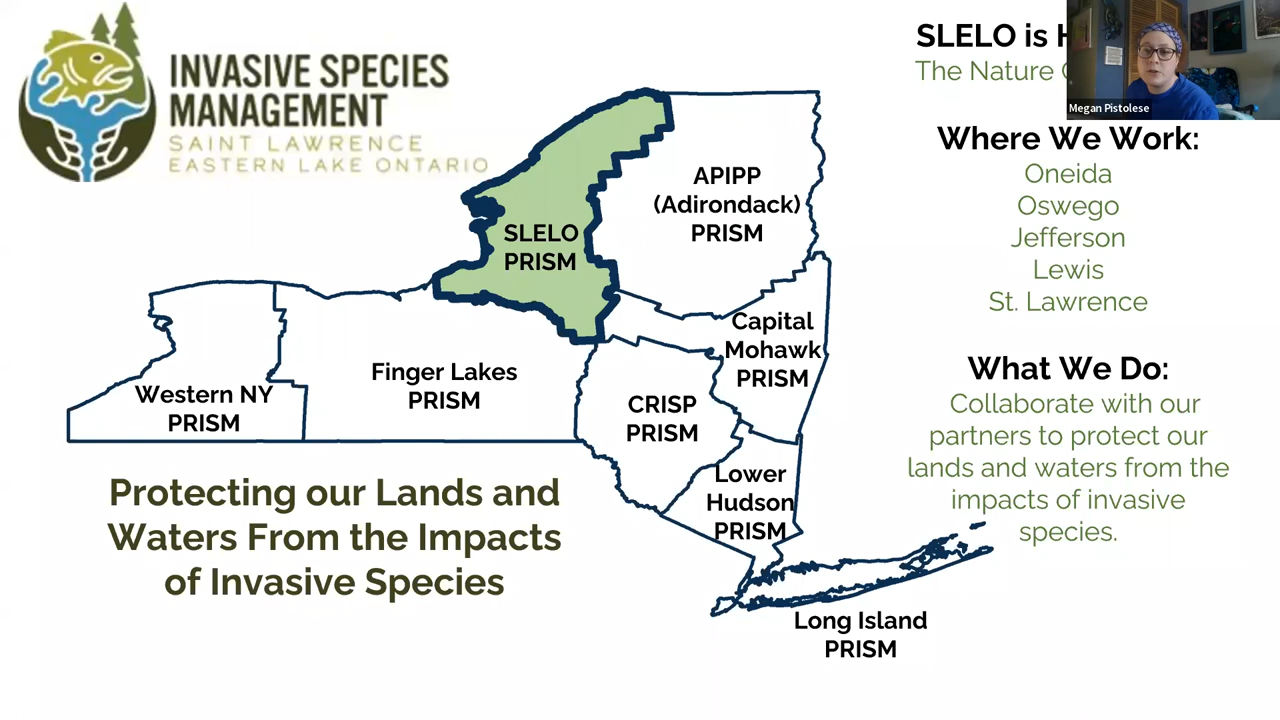 INVASIVE SPECIES
MANAGEMENT
SAINT LAWRENCE
EASTERN LAKE ONTARIO
SLELO is
The Nature
Megan Pistolese
Where We Work:
Oneida
Oswego
Jefferson
Lewis
St. Lawrence
What We Do:
Collaborate with our
partners to protect our
lands and waters from the
impacts of invasive
species.
APIPP
(Adirondack)
PRISM
SLELO
PRISM
Capital
Mohawk
PRISM
Finger Lakes
PRISM
Western NY
PRISM
CRISP
PRISM
Lower
Hudson
PRISM
Long Island
PRISM
Protecting our Lands and
Waters From the Impacts
of Invasive Species